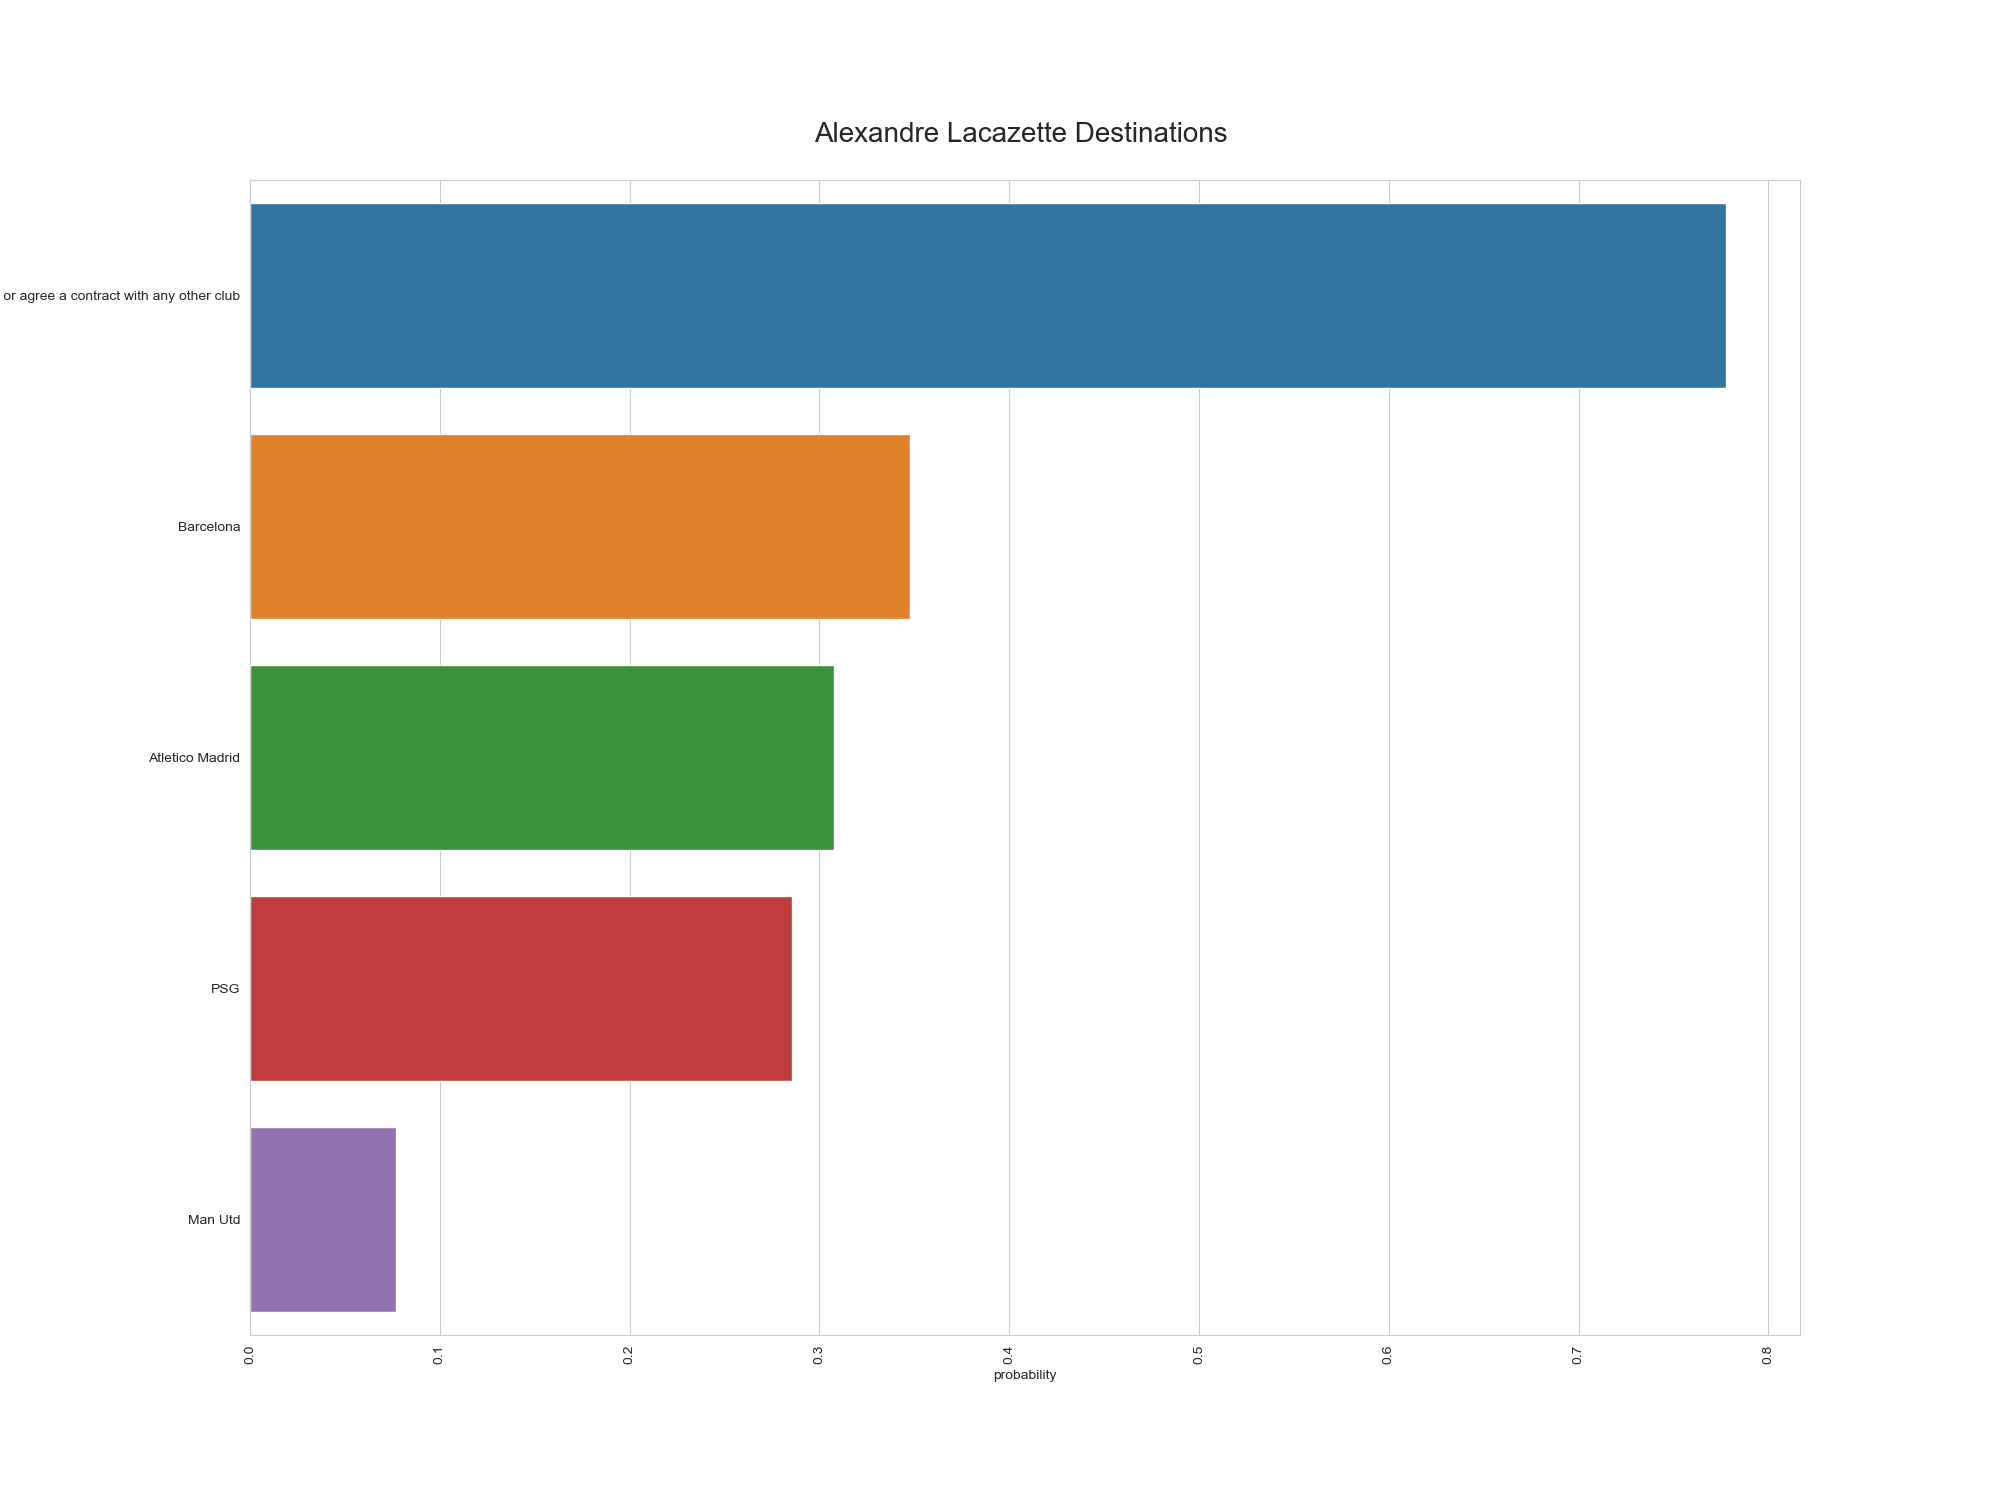 Alexandre Lacazette Destinations
or agree a contract with any other club
Barcelona
Atletico Madrid
PSG
Man Utd
0.0
0.1
0.2
0.3
0.4
0.5
0.6
0.7
0.8
probability